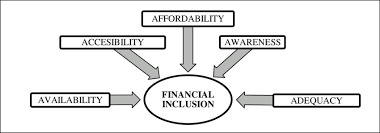 AFFORDABILITY
ACCESIBILITY
AWARENESS
AVAILABILITY
FINANCIAL
INCLUSION
ADEQUACY